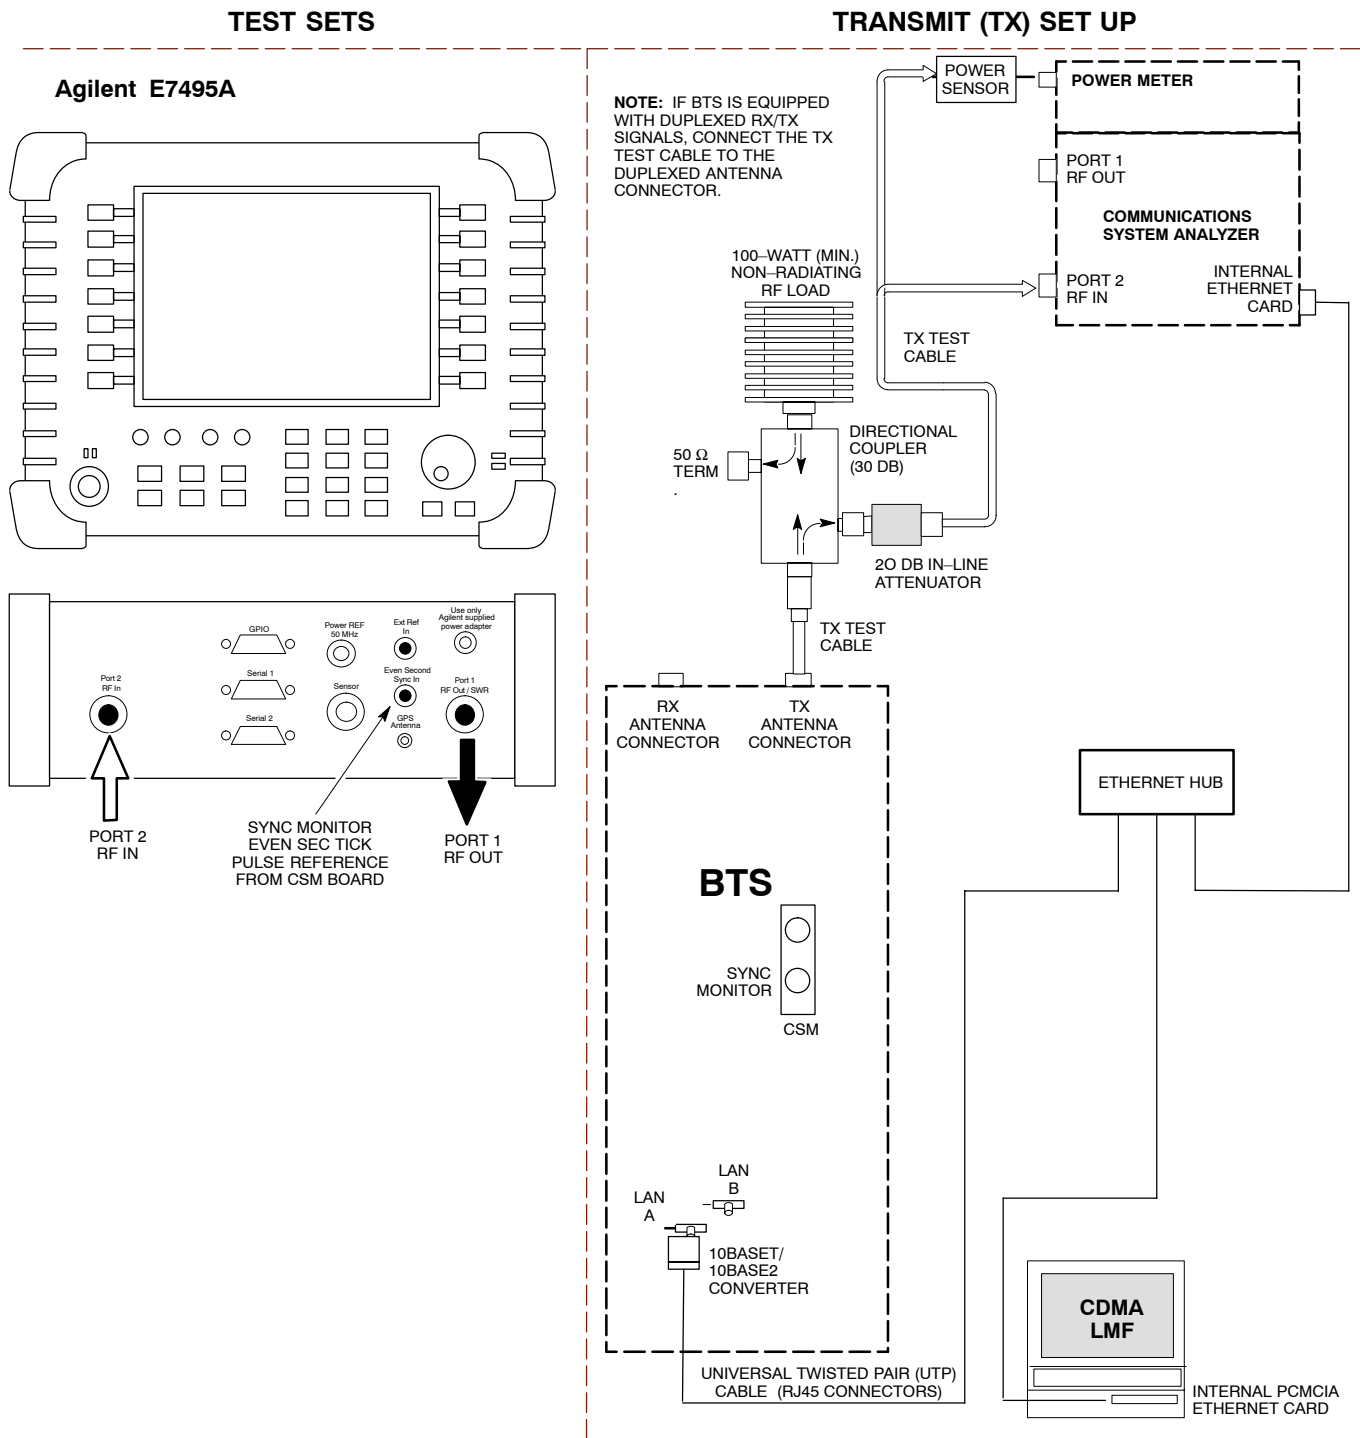 TEST SETS
TRANSMIT (TX) SET UP
Agilent E7495A
NOTE: IF BTS IS EQUIPPED
WITH DUPLEXED RX/TX
SIGNALS, CONNECT THE TX
TEST CABLE TO THE
DUPLEXED ANTENNA
CONNECTOR.
POWER
SENSOR
POWER METER
PORT 1
RF OUT
COMMUNICATIONS
SYSTEM ANALYZER
PORT 2
RF IN
INTERNAL
ETHERNET
CARD
100–WATT (MIN.)
NON–RADIATING
RF LOAD
TX TEST
CABLE
50 Ω
TERM
.
DIRECTIONAL
COUPLER
(30 DB)
2O DB IN–LINE
ATTENUATOR
TX TEST
CABLE
GPIO
Serial 1
Serial 2
Power REF
50 MHz
Sensor
Ext Ref
In
Even Second
Sync In
GPS
Antenna
Use only
Agilent supplied
power adapter
Port 1
RF Out / SWR
Port 2
RF In
PORT 2
RF IN
SYNC MONITOR
EVEN SEC TICK
PULSE REFERENCE
FROM CSM BOARD
PORT 1
RF OUT
RX
ANTENNA
CONNECTOR
TX
ANTENNA
CONNECTOR
ETHERNET HUB
BTS
SYNC
MONITOR
CSM
LAN
B
LAN
A
10BASET/
10BASE2
CONVERTER
UNIVERSAL TWISTED PAIR (UTP)
CABLE (RJ45 CONNECTORS)
CDMA
LMF
INTERNAL PCMCIA
ETHERNET CARD